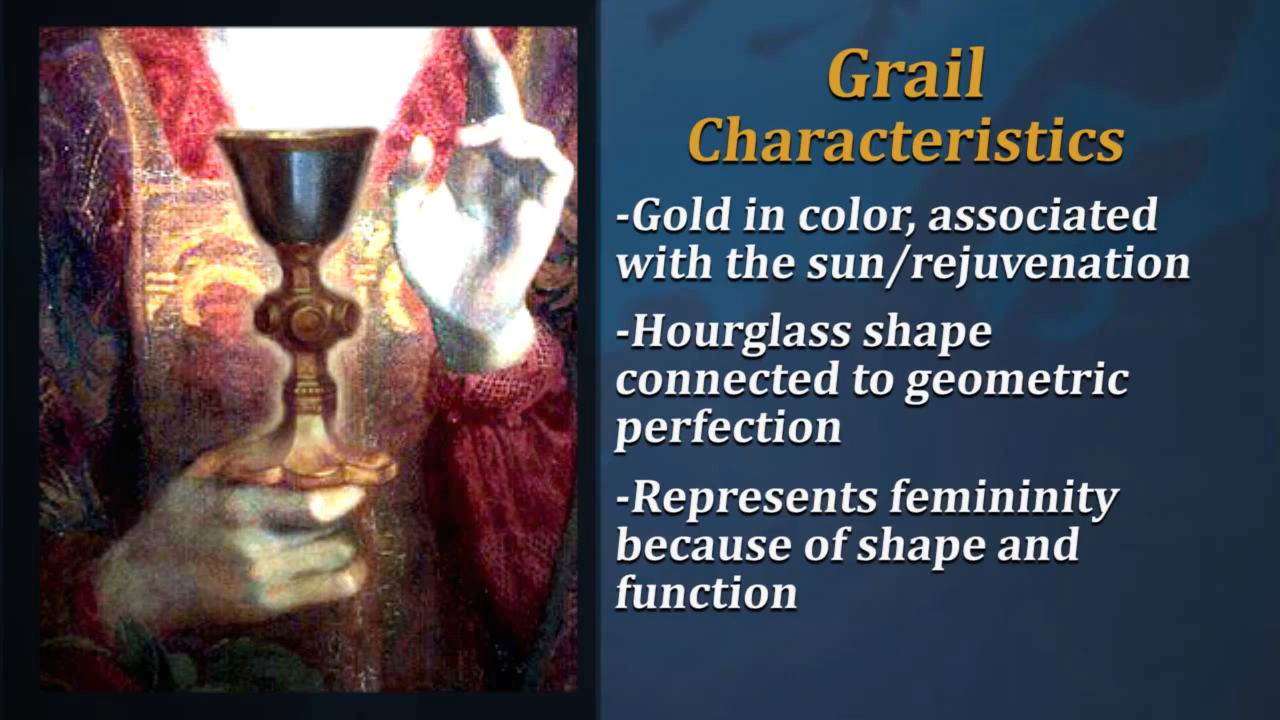 Grail
Characteristics
-Gold in color, associated
with the sun/rejuvenation
-Hourglass shape
connected to geometric
perfection
-Represents femininity
because of shape and
function